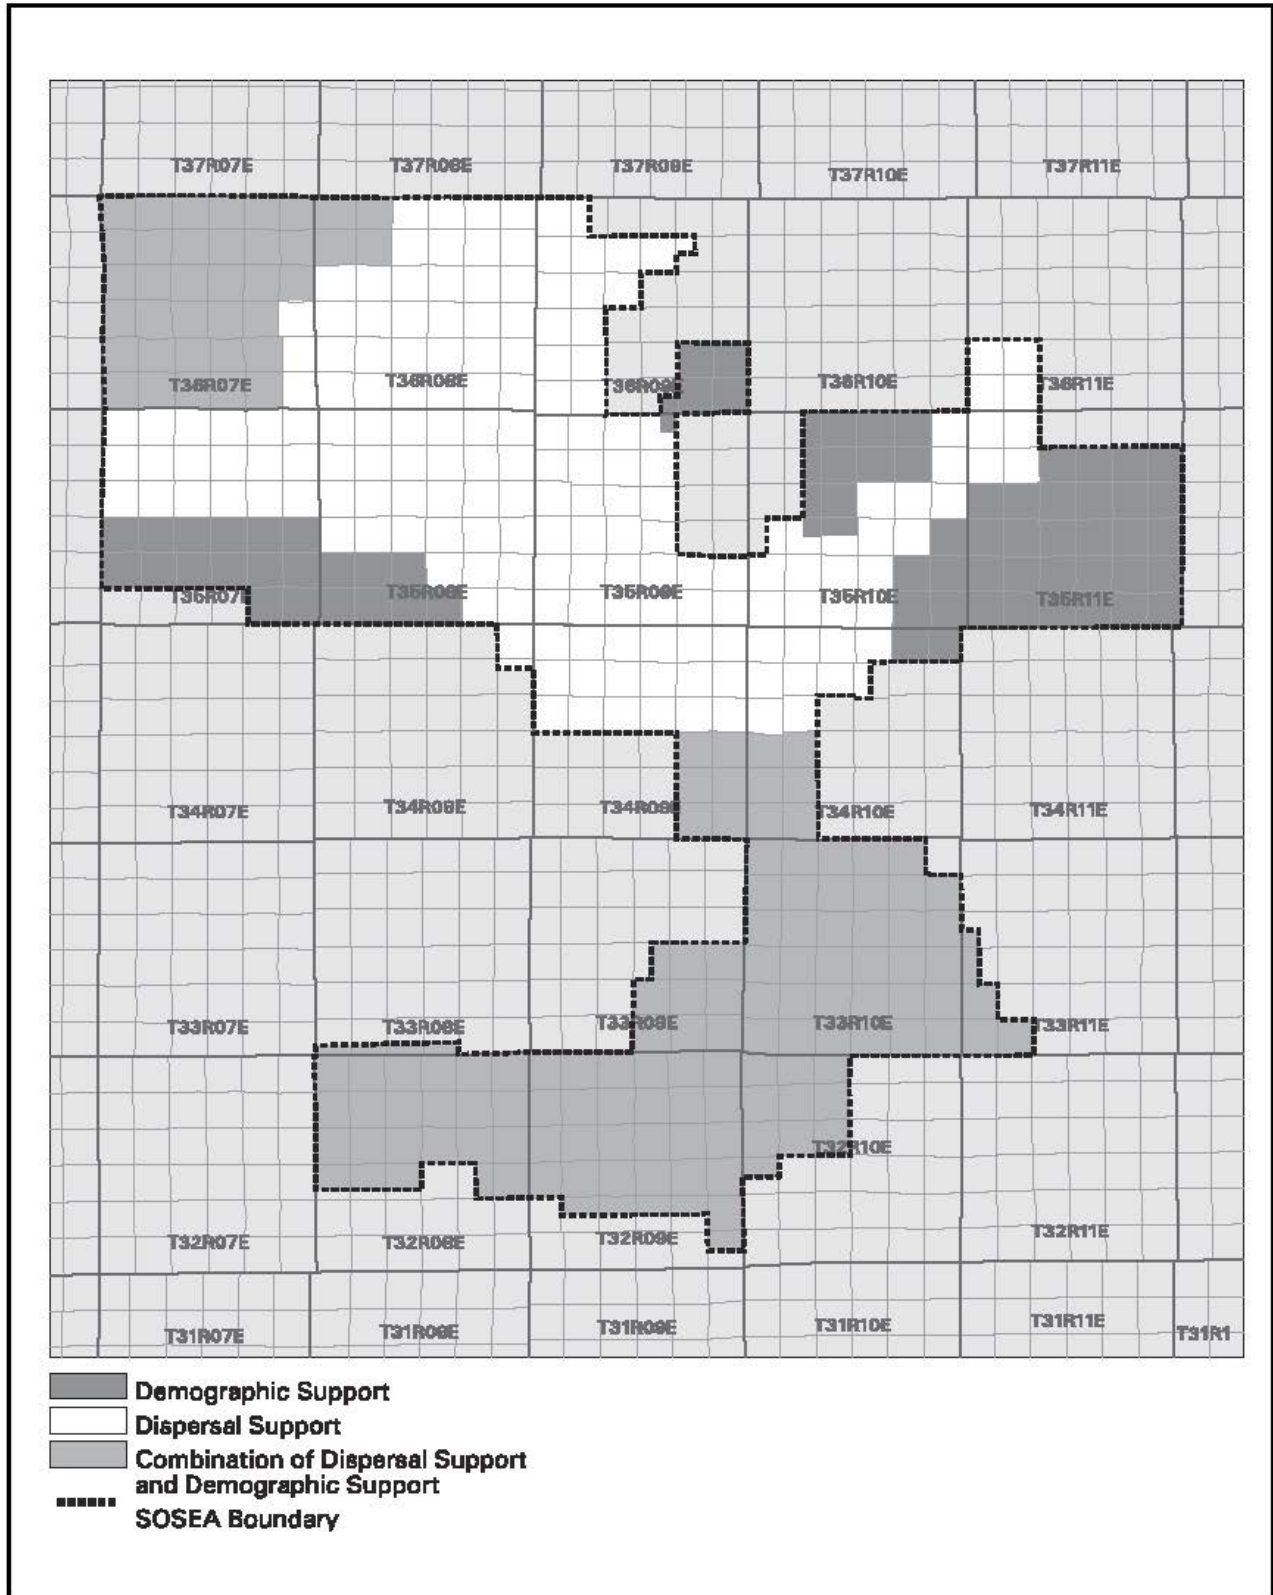 T37R07E T37R08E T37R09E T37R10E T37R11E
T36R07E T36R08E T36R09E T36R10E T36R11E
T35R07E T35R08E T35R09E T35R10E T35R11E
T34R07E T34R08E T34R09E T34R10E T34R11E
T33R07E T33R08E T33R09E T33R10E T33R11E
T32R07E T32R08E T32R09E T32R10E T32R11E
T31R07E T31R08E T31R09E T31R10E T31R11E T31R1
Demographic Support
Dispersal Support
Combination of Dispersal Support
and Demographic Support
SOSEA Boundary